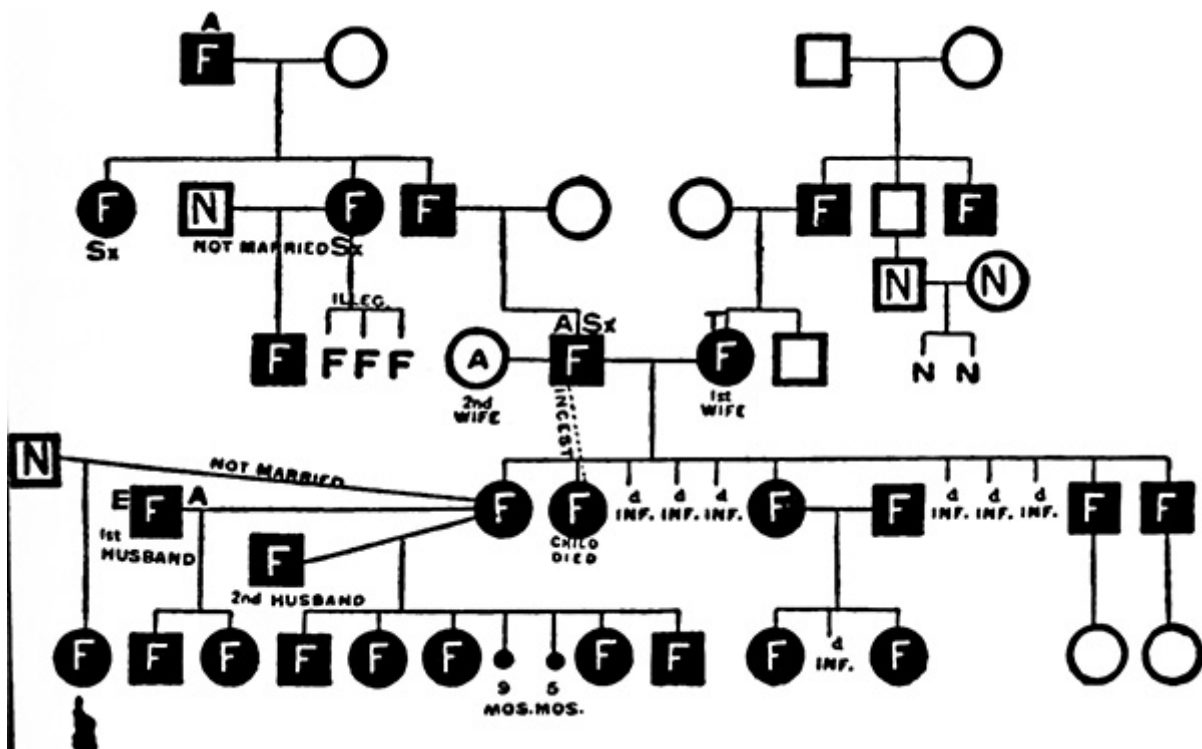 A
F
F N F F F F
Sx NOT MARRIED Sx
N N
ILLEG.
A Sx T
F F F F A F F N N
2nd WIFE
1st WIFE
INCEST
N NOT MARRIED
E F A F F d d d F F d d d F F
INF. INF. INF. INF. INF. INF.
1st HUSBAND
CHILD DIED
F
2nd HUSBAND
F F F F F F F F F d F
INF.
9 5
MOS. MOS.